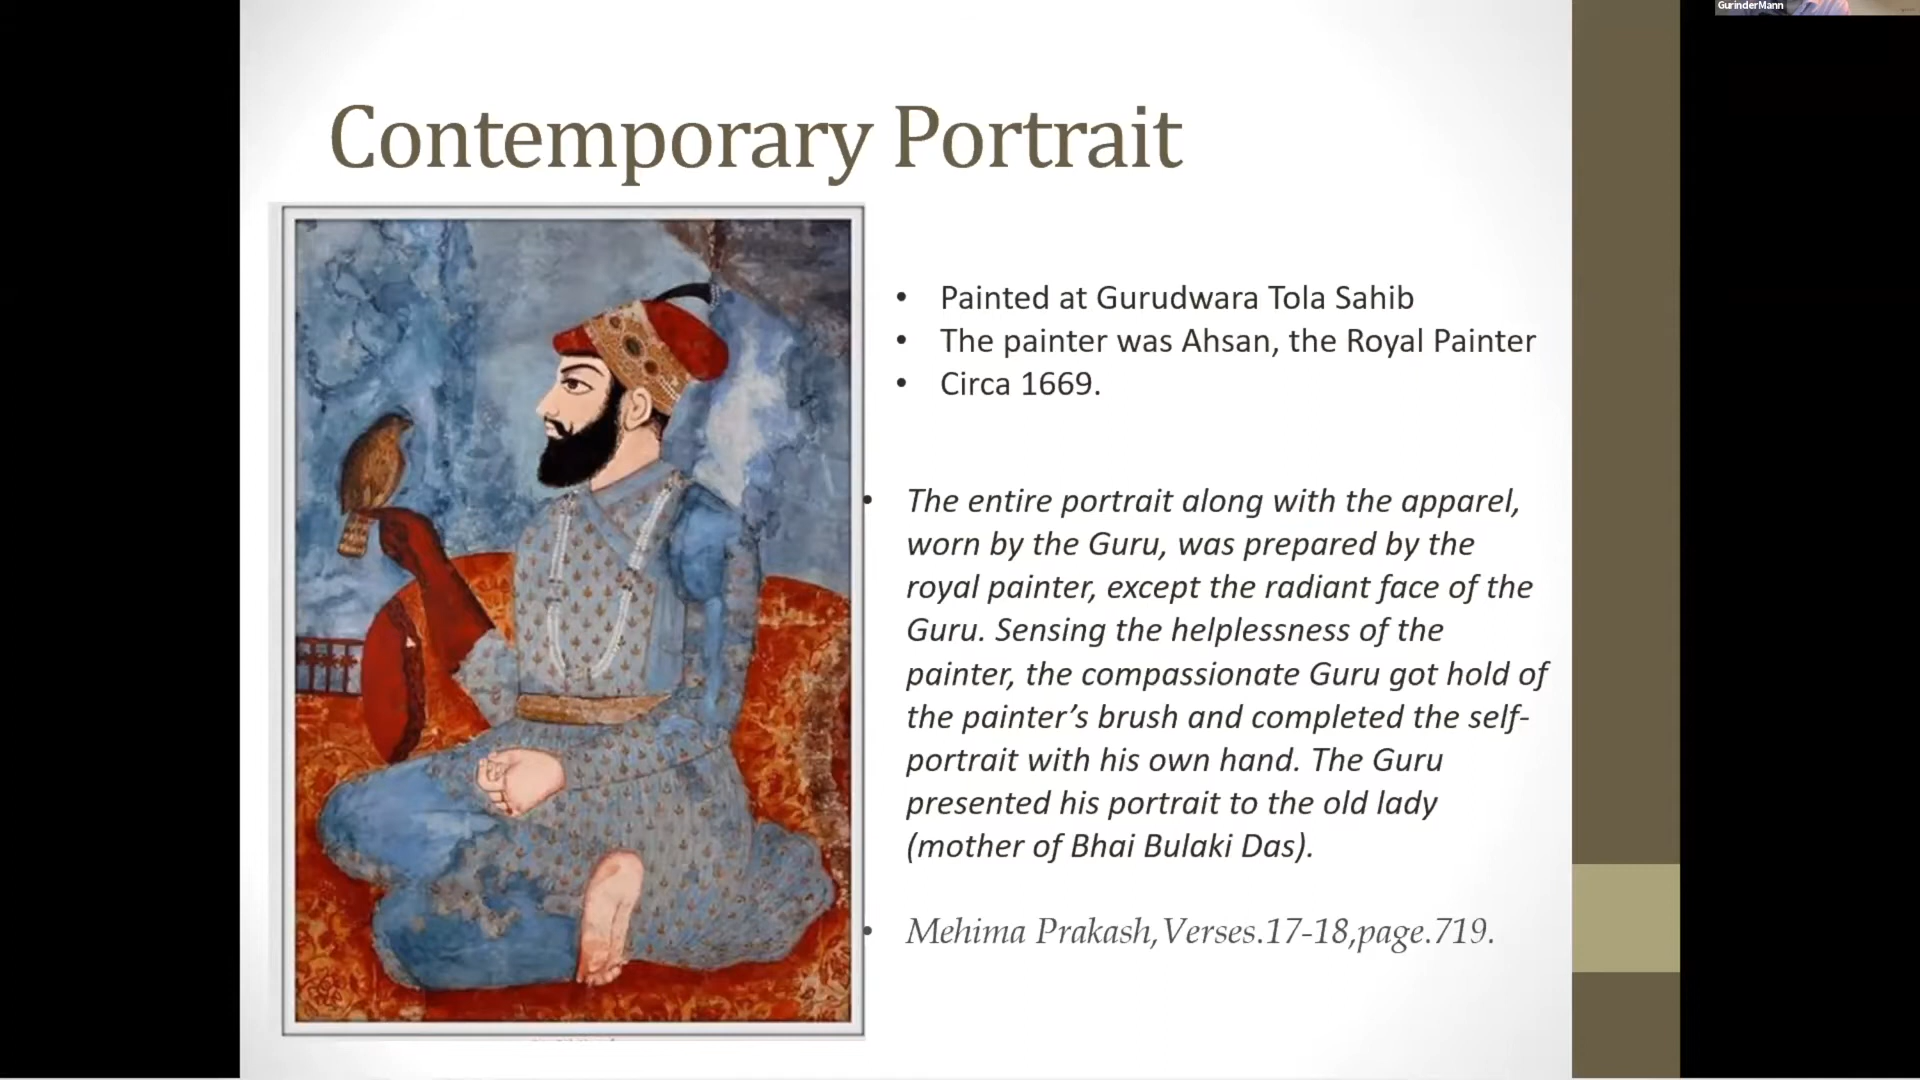 GurinderMann
Contemporary Portrait
• Painted at Gurudwara Tola Sahib
• The painter was Ahsan, the Royal Painter
• Circa 1669.
• The entire portrait along with the apparel,
worn by the Guru, was prepared by the
royal painter, except the radiant face of the
Guru. Sensing the helplessness of the
painter, the compassionate Guru got hold of
the painter’s brush and completed the self-
portrait with his own hand. The Guru
presented his portrait to the old lady
(mother of Bhai Bulaki Das).
• Mehima Prakash,Verses.17-18,page.719.